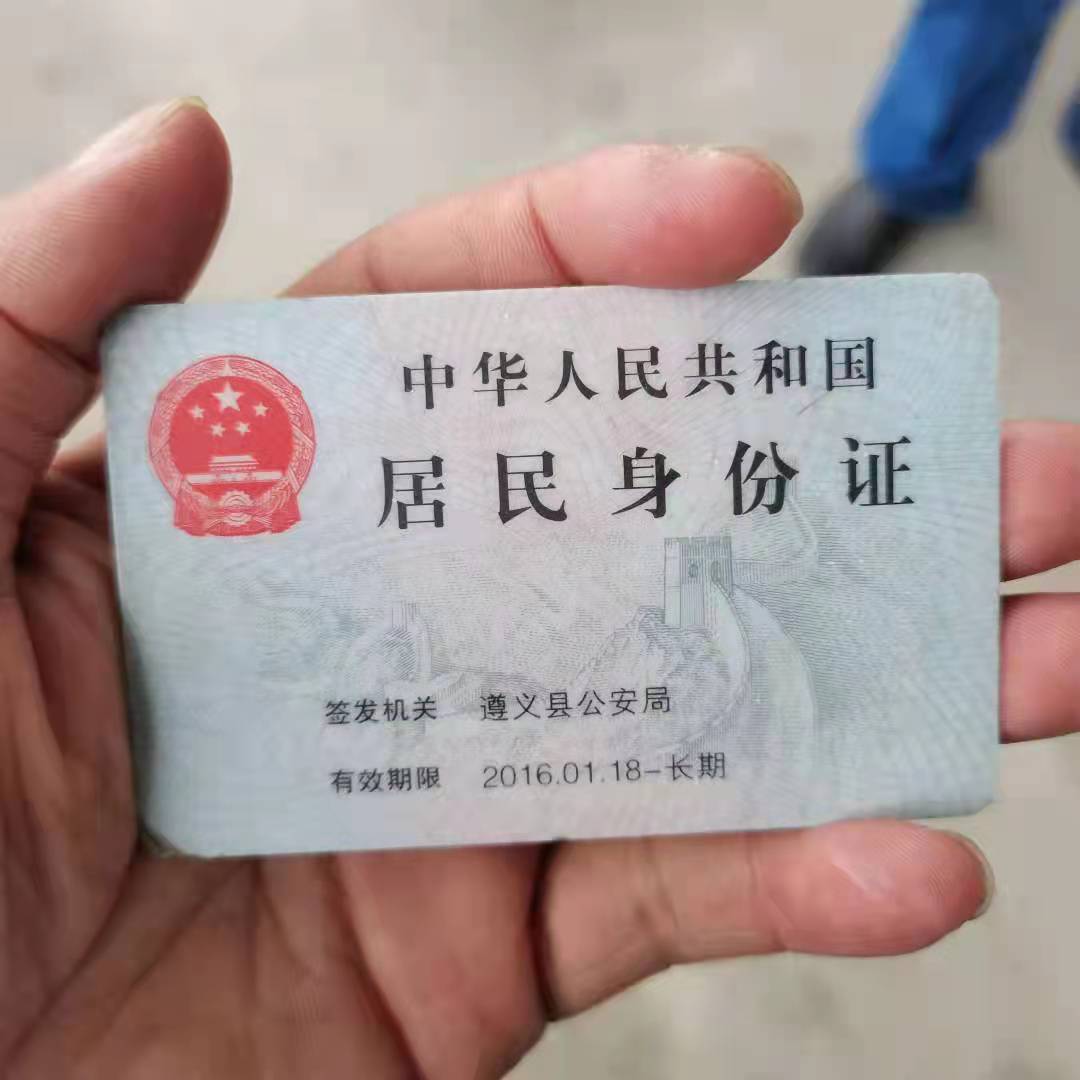 中华人民共和国
居民身份证
签发机关 遵义县公安局
有效期限 2016.01.18-长期